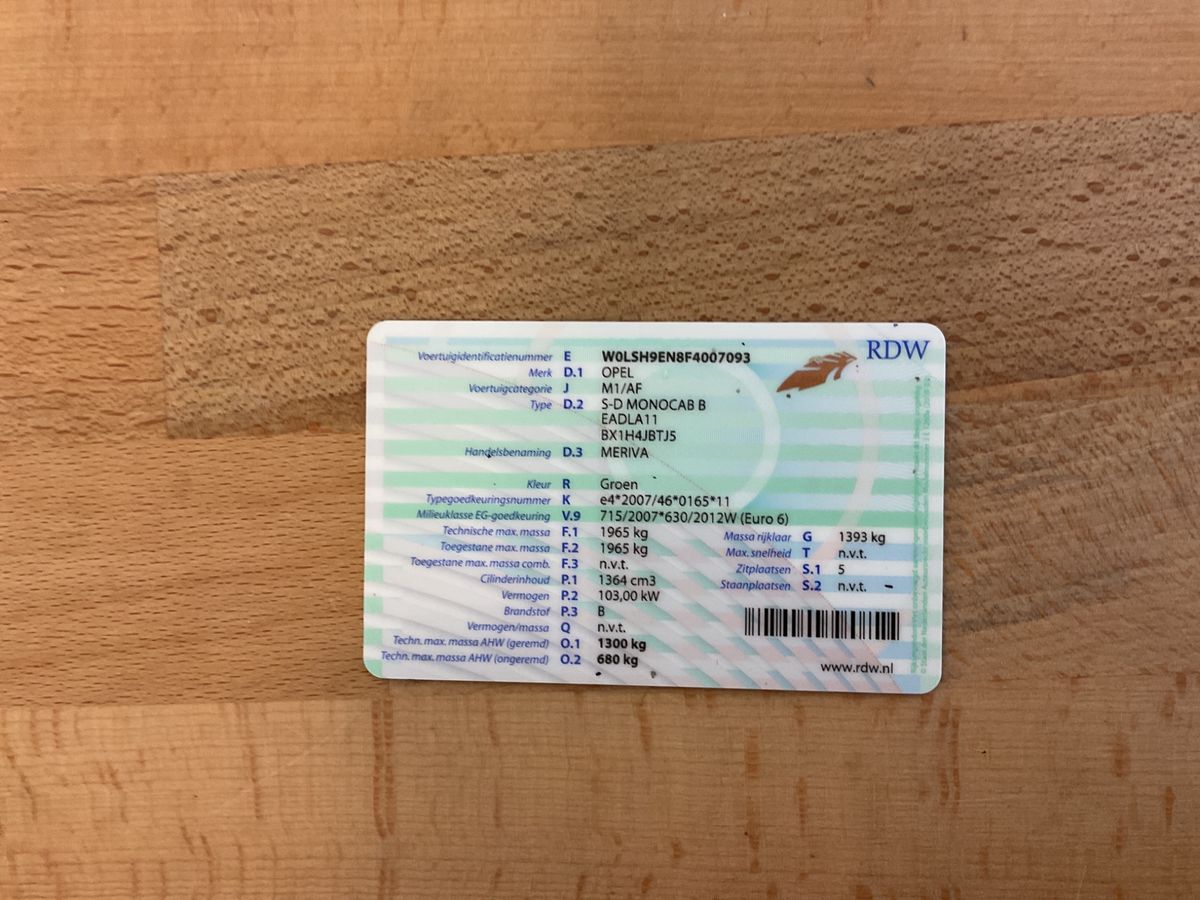 RDW
Voertuigidentificatienummer E W0LSH9EN8F4007093
Merk D.1 OPEL
Voertuigcategorie J M1/AF
Type D.2 S-D MONOCAB B
EADLA11
BX1H4JBTJ5
Handelsbenaming D.3 MERIVA
Kleur R Groen
Typegoedkeuringsnummer K e4*2007/46*0165*11
Milieuklasse EG-goedkeuring V.9 715/2007*630/2012W (Euro 6)
Technische max. massa F.1 1965 kg
Toegestane max. massa F.2 1965 kg
Toegestane max. massa comb. F.3 n.v.t.
Cilinderinhoud P.1 1364 cm3
Vermogen P.2 103,00 kW
Brandstof P.3 B
Vermogen/massa Q n.v.t.
Techn. max. massa AHW (geremd) O.1 1300 kg
Techn. max. massa AHW (ongeremd) O.2 680 kg
Massa rijklaar G 1393 kg
Max. snelheid T n.v.t.
Zitplaatsen S.1 5
Staanplaatsen S.2 n.v.t.
www.rdw.nl